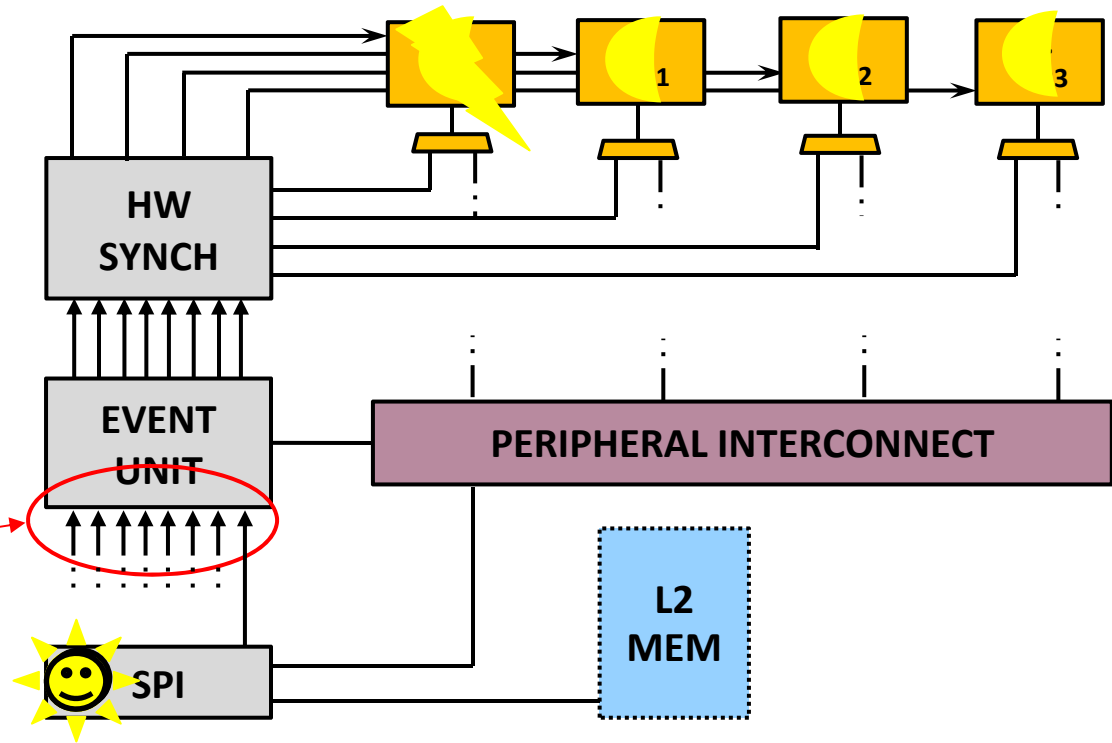 1
2
3
HW
SYNCH
EVENT
UNIT
PERIPHERAL INTERCONNECT
L2
MEM
SPI